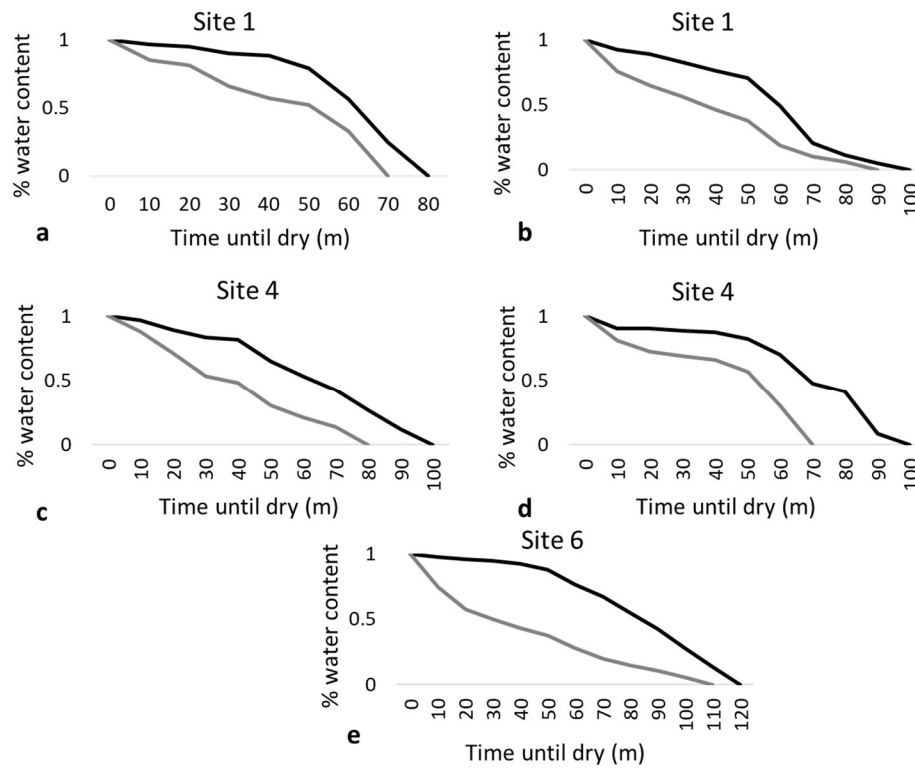 Site 1
1
0.5
0
% water content
0 10 20 30 40 50 60 70 80
Time until dry (m)
a
Site 1
1
0.5
0
% water content
0 10 20 30 40 50 60 70 80 90 100
Time until dry (m)
b
Site 4
1
0.5
0
% water content
0 10 20 30 40 50 60 70 80 90 100
Time until dry (m)
c
Site 4
1
0.5
0
% water content
0 10 20 30 40 50 60 70 80 90 100
Time until dry (m)
d
Site 6
1
0.5
0
% water content
0 10 20 30 40 50 60 70 80 90 100 110 120
Time until dry (m)
e